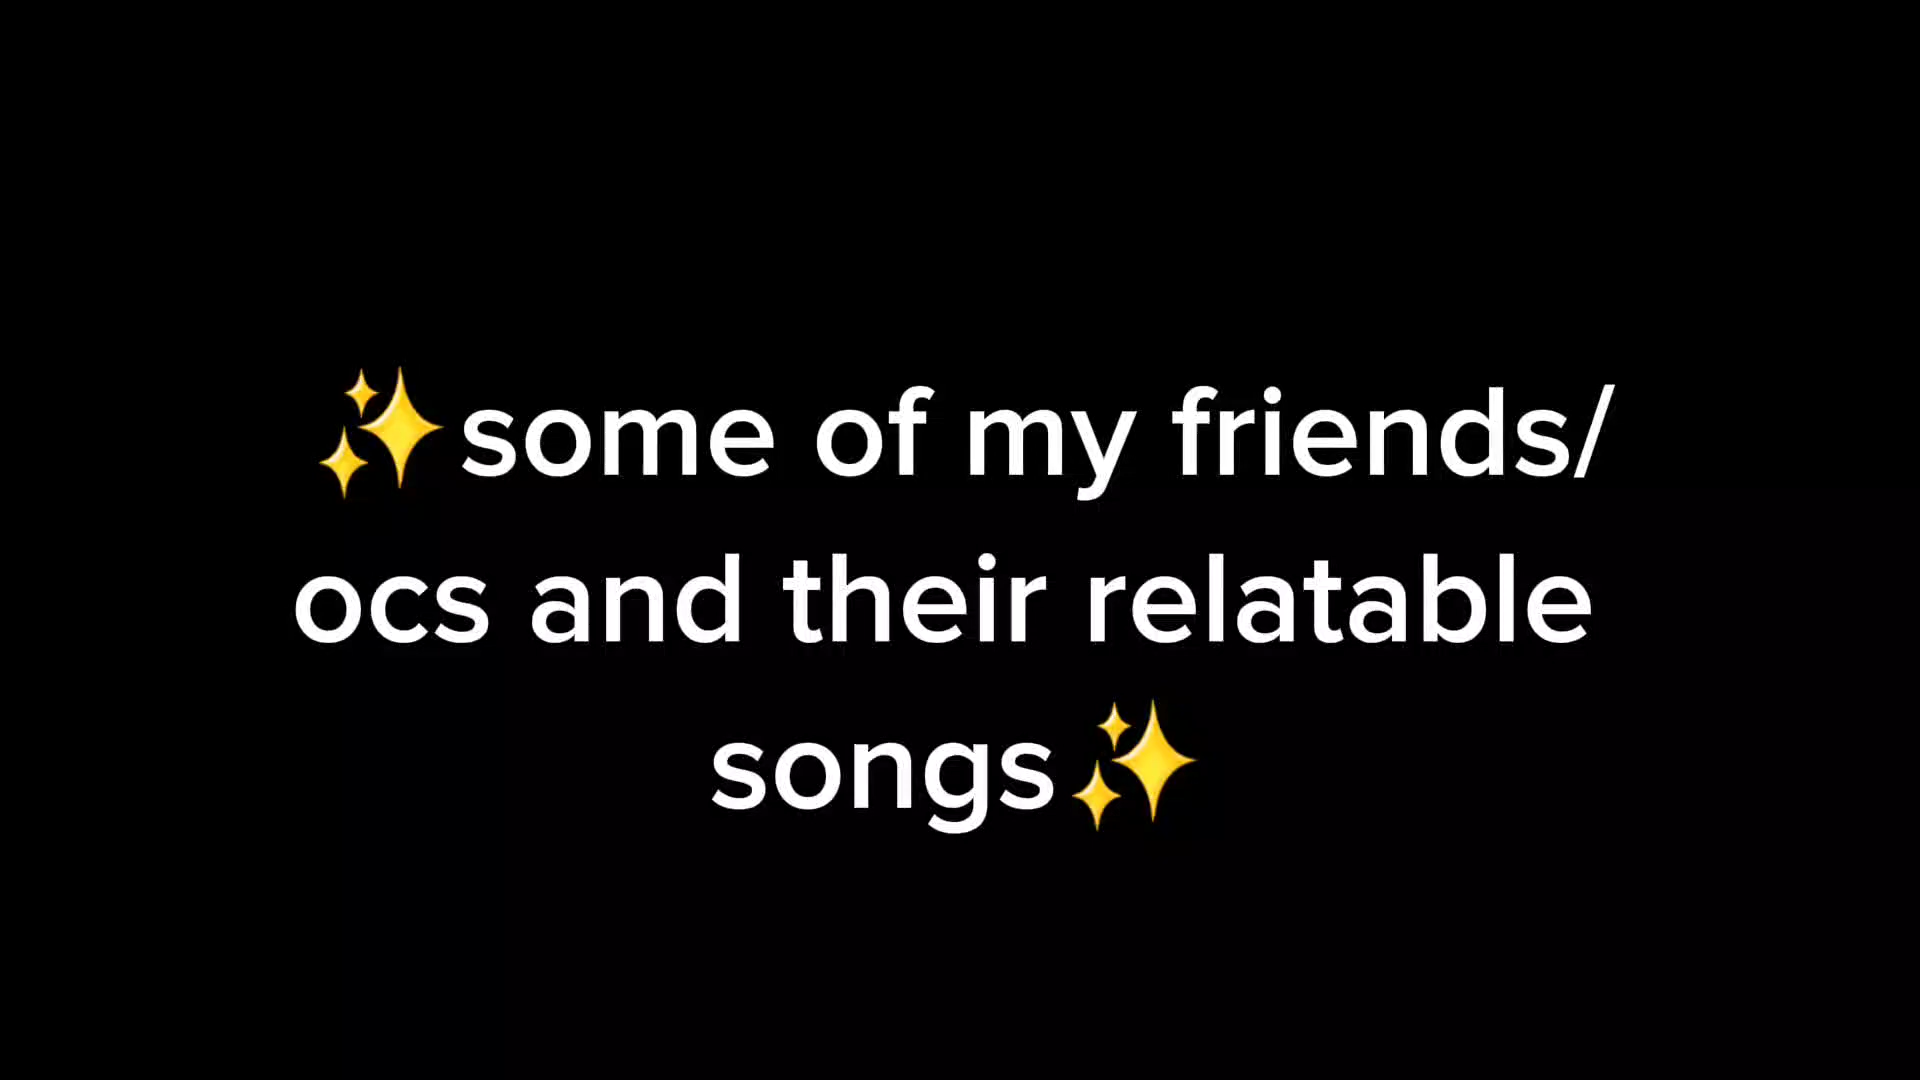 ✨some of my friends/
ocs and their relatable
songs✨